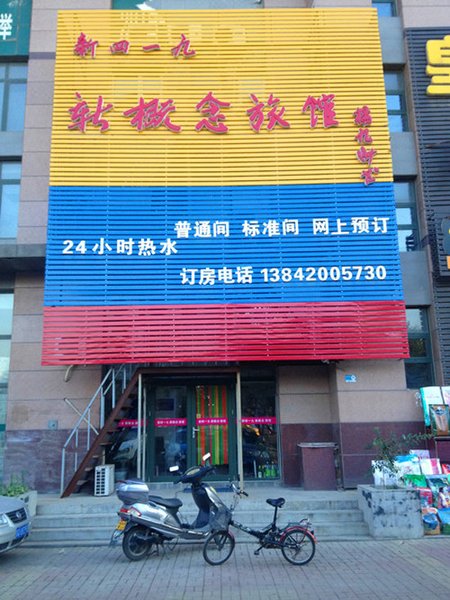 新四一九
新概念旅馆
普通间 标准间 网上预订
24小时热水
订房电话 13842005730